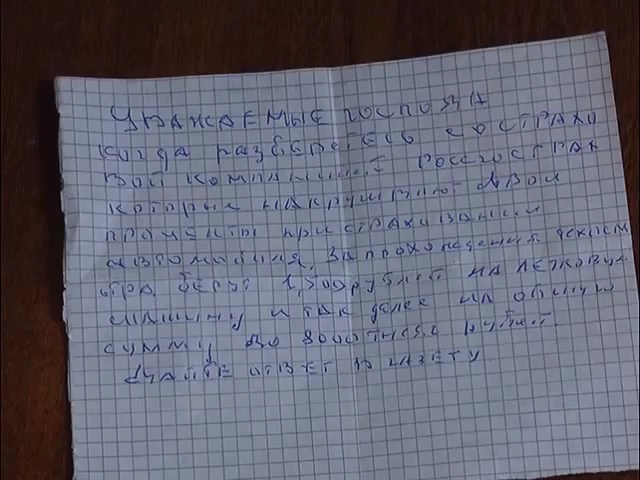 УВАЖАЕМЫЕ ГОСПОДА
КОГДА РАЗБЕРЕТЕСЬ СО СТРАХО
ВОЙ КОМПАНИЕЙ РОССГОСТРАХ
КОТОРЫЕ НАКРУЧИВАЮТ СВОИ
ПРОЦЕНТЫ ПРИ СТРАХОВАНИИ
АВТОМОБИЛЯ, ЗА ПРОХОЖДЕНИЯ ТЕХОСМ
ОТРА БЕРУТ 1,500 РУБЛЕЙ НА ЛЕГКОВУЮ
МАШИНУ И ТАК ДАЛЕЕ НА ОБЩУЮ
СУММУ ДО 8000 ТЫСЯЧ РУБЛЕЙ.
ДАЙТЕ ОТВЕТ В ГАЗЕТУ